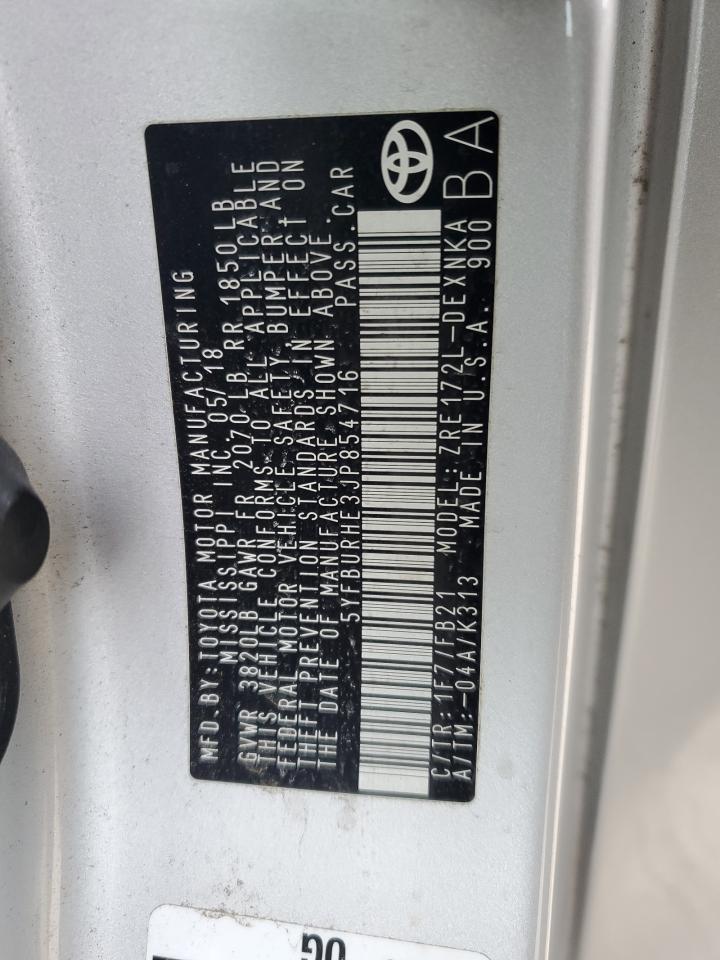 MFD.BY:TOYOTA MOTOR MANUFACTURING
MISSISSIPPI INC. 05/18
GVWR 3820LB GAWR FR 2070LB RR 1850LB
THIS VEHICLE CONFORMS TO ALL APPLICABLE
FEDERAL MOTOR VEHICLE SAFETY, BUMPER AND
THEFT PREVENTION STANDARDS IN EFFECT ON
THE DATE OF MANUFACTURE SHOWN ABOVE.
5YFBURHE3JP854716 PASS. CAR
C/TR: 1F7/FB21 MODEL: ZRE172L-DEXNKA
A/TM:-04A/K313 MADE IN U.S.A. 900
BA